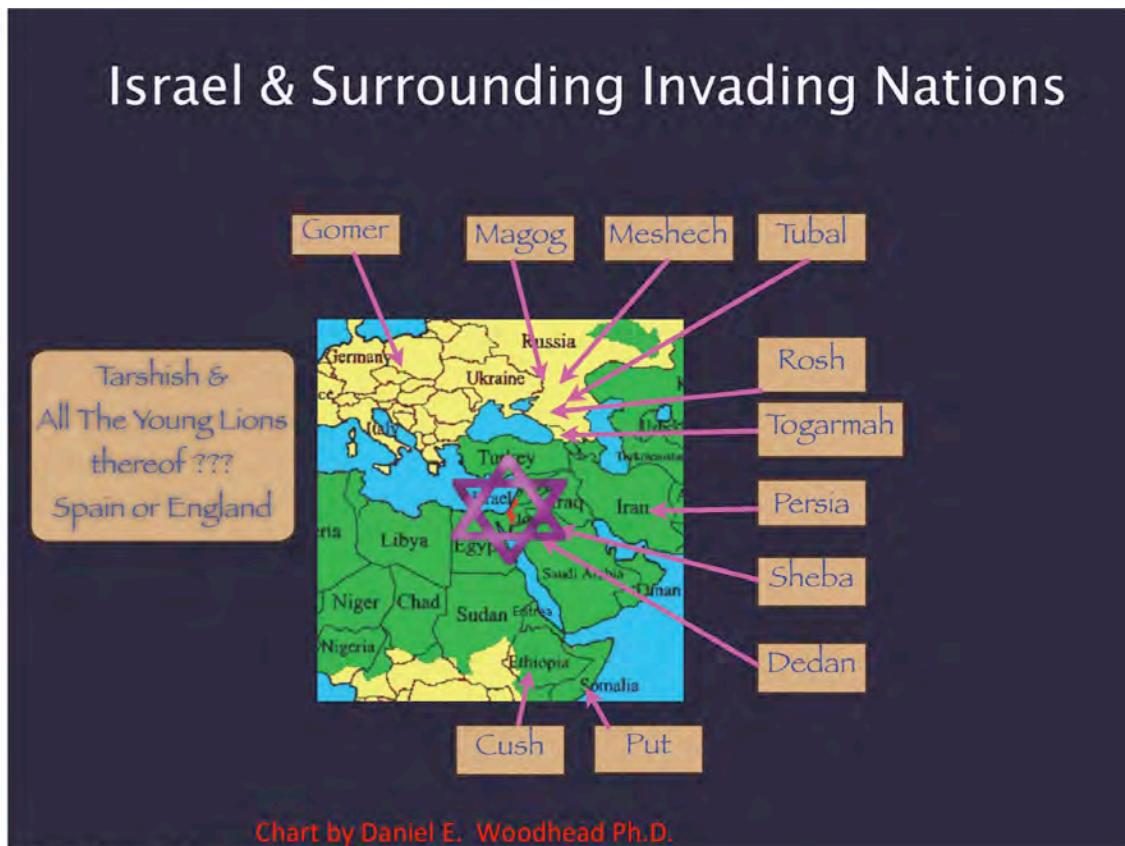 Israel & Surrounding Invading Nations
Gomer
Magog
Meshech
Tubal
Rosh
Togarmah
Persia
Sheba
Dedan
Cush
Put
Tarshish &
All The Young Lions
thereof ???
Spain or England
Russia
Germany
Ukraine
Italy
Turkey
Israel
Iran
Libya
Saudi Arabia
Oman
Niger
Chad
Sudan
Eritrea
Nigeria
Ethiopia
Somalia
Chart by Daniel E. Woodhead Ph.D.